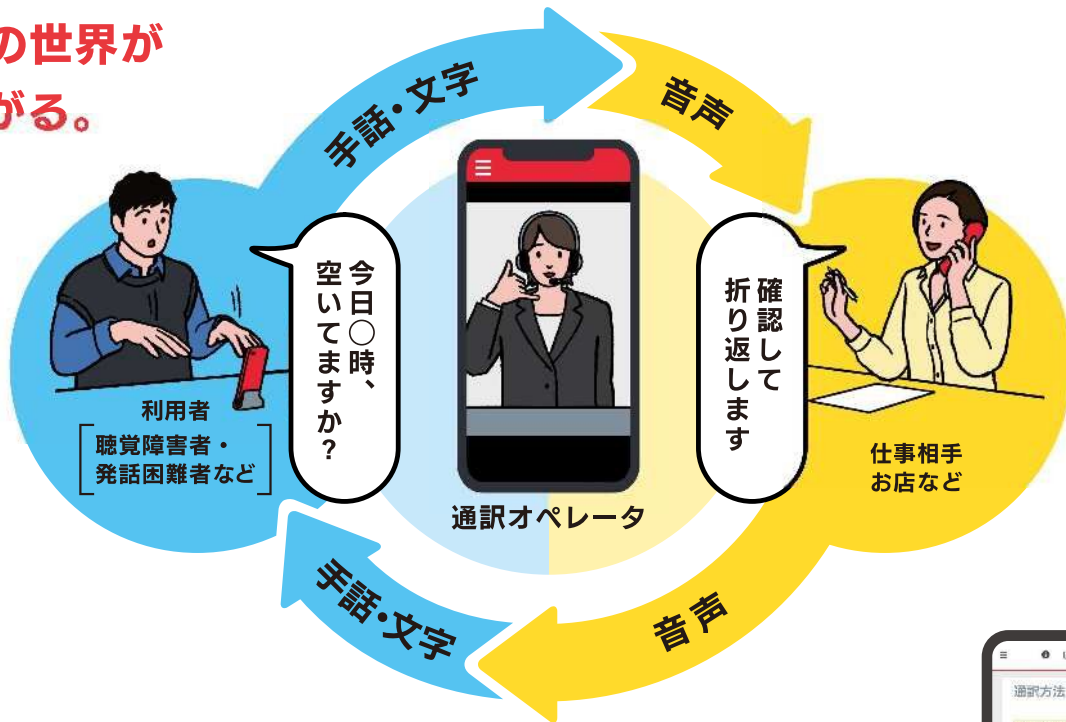 の世界が
がる。
手話・文字
音声
今日○時、
空いてますか？
確認して
折り返します
利用者
聴覚障害者・
発話困難者など
通訳オペレータ
仕事相手
お店など
手話・文字
音声
通訳方法